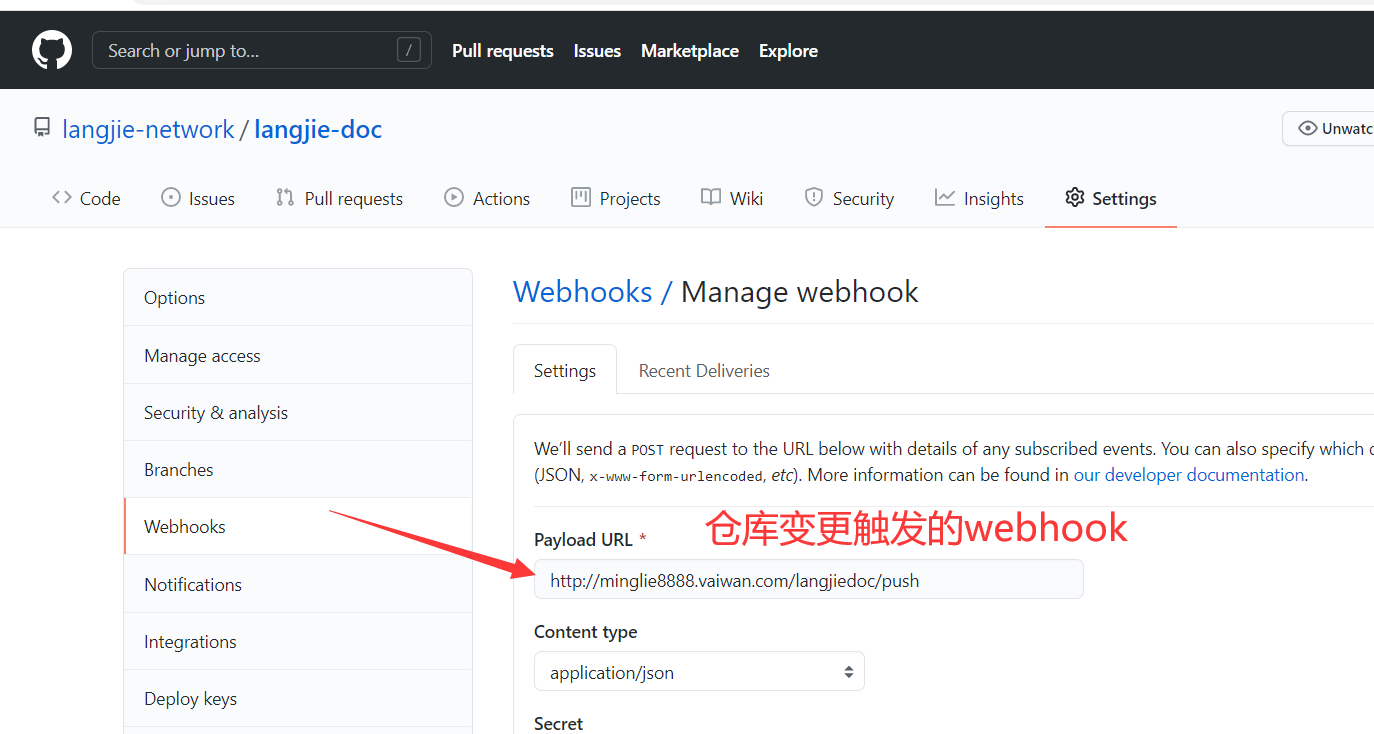 Search or jump to... /
Pull requests Issues Marketplace Explore
langjie-network / langjie-doc
Unwatc
Code Issues Pull requests Actions Projects Wiki Security Insights Settings
Options
Manage access
Security & analysis
Branches
Webhooks
Notifications
Integrations
Deploy keys
Webhooks / Manage webhook
Settings Recent Deliveries
We'll send a POST request to the URL below with details of any subscribed events. You can also specify which
(JSON, x-www-form-urlencoded, etc). More information can be found in our developer documentation.
仓库变更触发的webhook
Payload URL *
http://minglie8888.vaiwan.com/langjiedoc/push
Content type
application/json
Secret